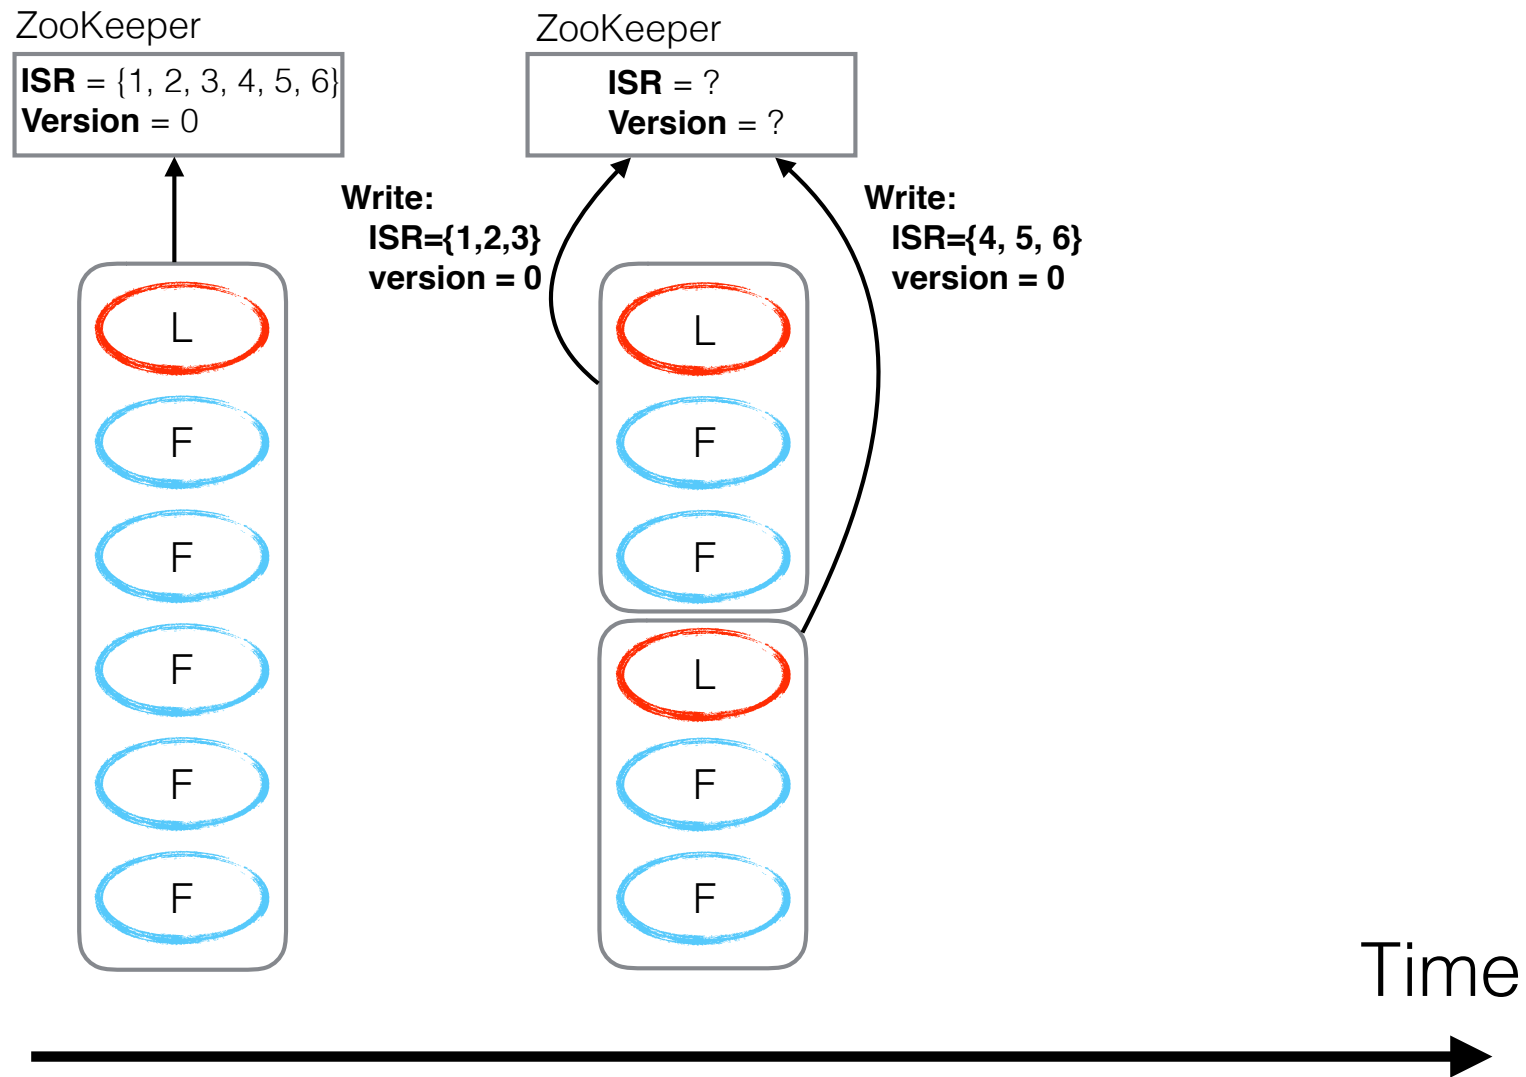 ZooKeeper
ISR = {1, 2, 3, 4, 5, 6}
Version = 0
L
F
F
F
F
F
ZooKeeper
ISR = ?
Version = ?
Write:
ISR={1,2,3}
version = 0
Write:
ISR={4, 5, 6}
version = 0
L
F
F
L
F
F
Time